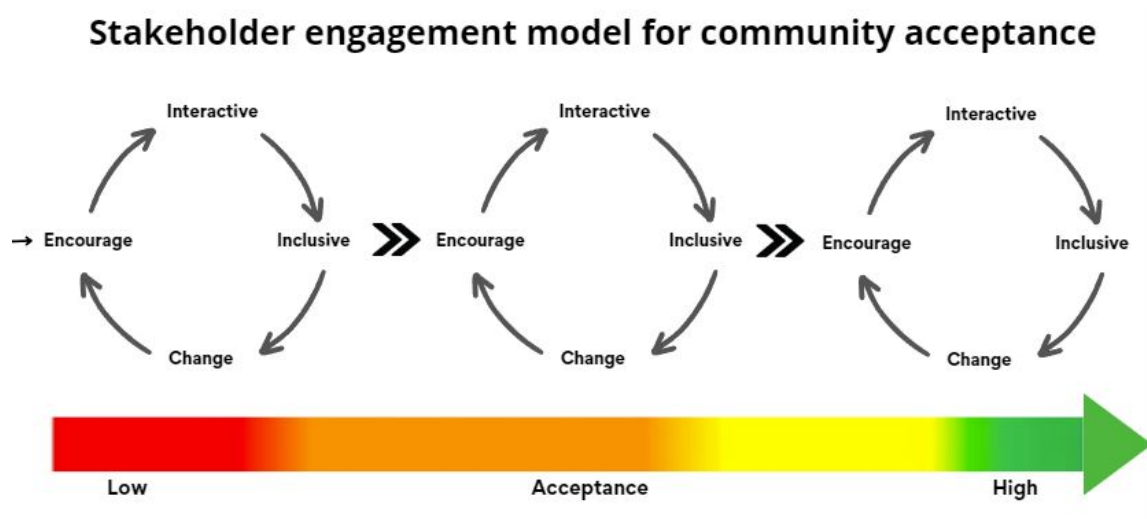 Stakeholder engagement model for community acceptance
Interactive
Encourage
Inclusive
Change
Interactive
Encourage
Inclusive
Change
Interactive
Encourage
Inclusive
Change
Low
Acceptance
High